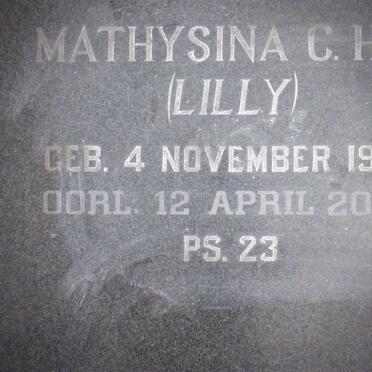 MATHYSINA C. H
(LILLY)
GEB. 4 NOVEMBER 19
OORL. 12 APRIL 20
PS. 23